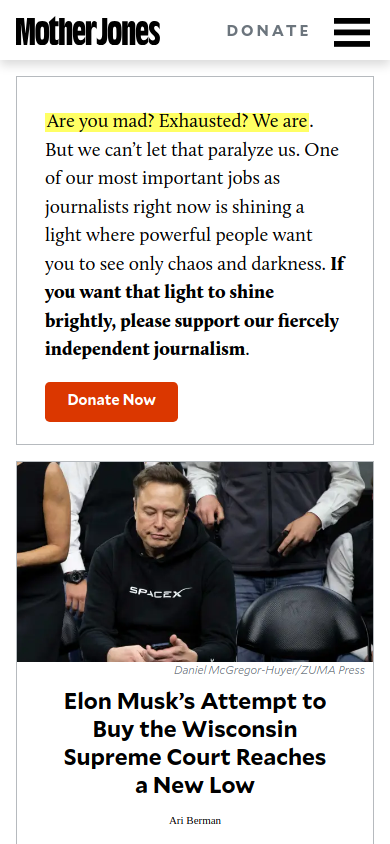 Mother Jones
DONATE
Are you mad? Exhausted? We are.
But we can’t let that paralyze us. One
of our most important jobs as
journalists right now is shining a
light where powerful people want
you to see only chaos and darkness. If
you want that light to shine
brightly, please support our fiercely
independent journalism.
Donate Now
SPACEX
Daniel McGregor-Huyer/ZUMA Press
Elon Musk’s Attempt to
Buy the Wisconsin
Supreme Court Reaches
a New Low
Ari Berman